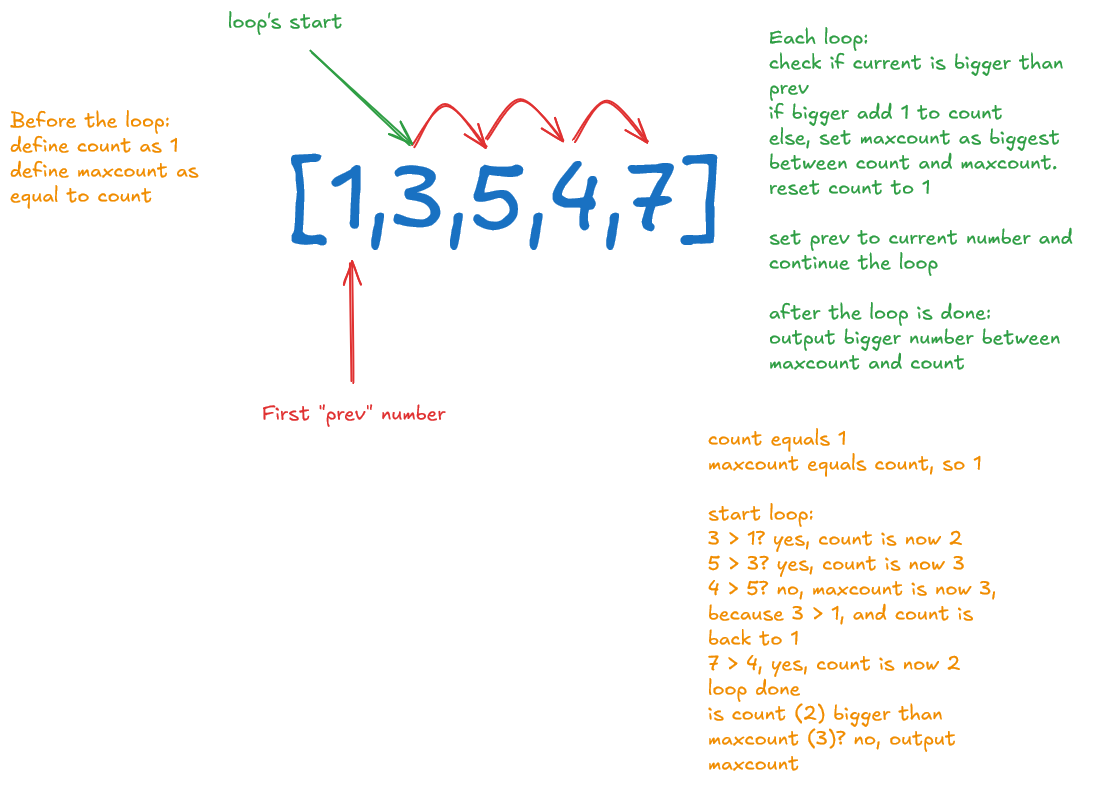 loop's start
Before the loop:
define count as 1
define maxcount as
equal to count
[1,3,5,4,7]
First "prev" number
Each loop:
check if current is bigger than
prev
if bigger add 1 to count
else, set maxcount as biggest
between count and maxcount.
reset count to 1
set prev to current number and
continue the loop
after the loop is done:
output bigger number between
maxcount and count
count equals 1
maxcount equals count, so 1
start loop:
3 > 1? yes, count is now 2
5 > 3? yes, count is now 3
4 > 5? no, maxcount is now 3,
because 3 > 1, and count is
back to 1
7 > 4, yes, count is now 2
loop done
is count (2) bigger than
maxcount (3)? no, output
maxcount